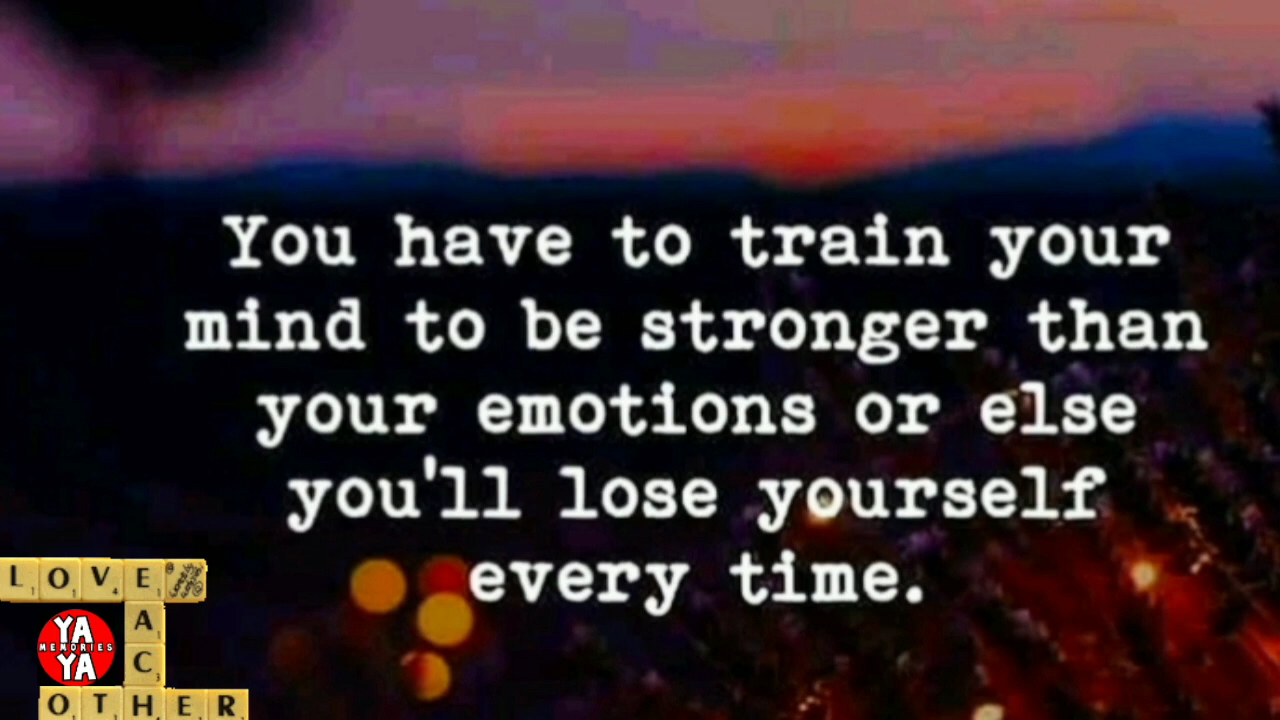 You have to train your
mind to be stronger than
your emotions or else
you'll lose yourself
every time.
LOVE
EACH
OTHER
YA
MEMORIES
YA